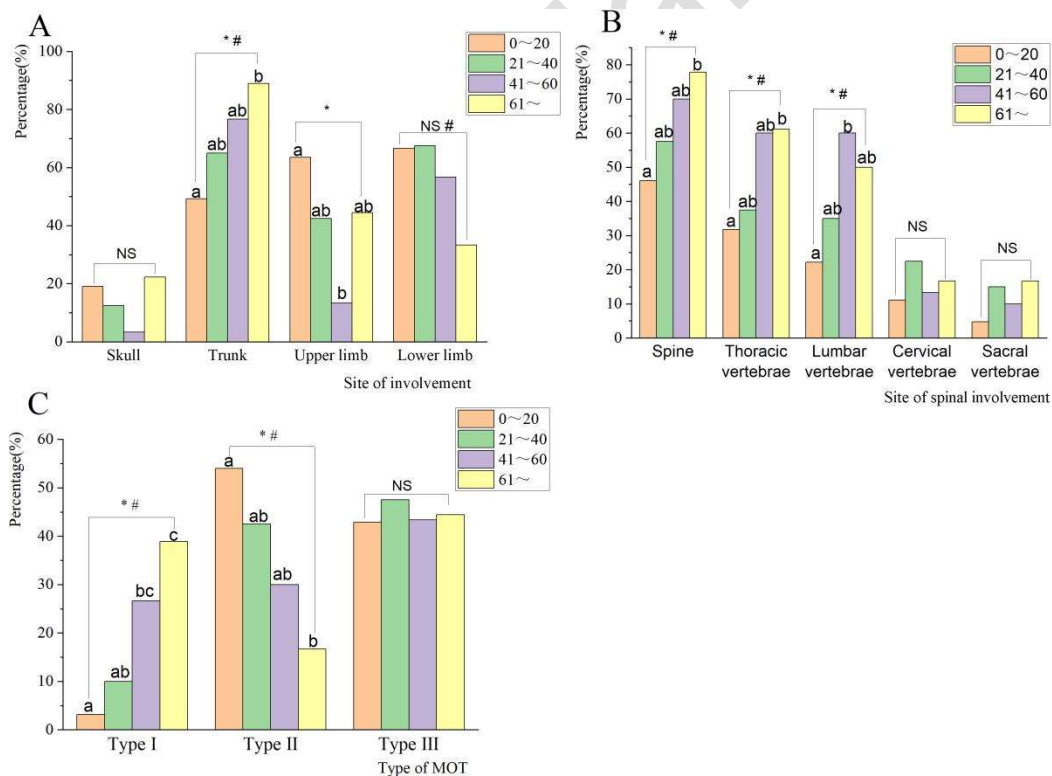 A
Percentage(%)
100
80
60
40
20
0
* #
*
NS #
NS
a
ab
ab
b
a
ab
b
ab
0～20
21～40
41～60
61～
Skull
Trunk
Upper limb
Lower limb
Site of involvement
B
Percentage(%)
80
70
60
50
40
30
20
10
0
* #
* #
* #
NS
NS
a
ab
ab
b
a
ab
ab
b
a
ab
b
ab
0～20
21～40
41～60
61～
Spine
Thoracic
vertebrae
Lumbar
vertebrae
Cervical
vertebrae
Sacral
vertebrae
Site of spinal involvement
C
Percentage(%)
60
50
40
30
20
10
0
* #
* #
NS
a
ab
bc
c
a
ab
ab
b
0～20
21～40
41～60
61～
Type I
Type II
Type III
Type of MOT